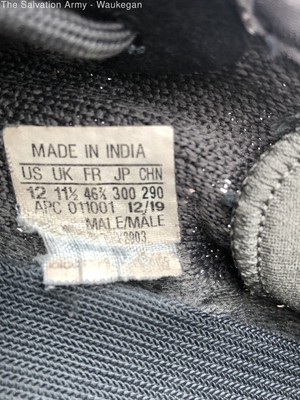 The Salvation Army - Waukegan
MADE IN INDIA
US UK FR JP CHN
12 11½ 46⅔ 300 290
APC 011001 12/19
MALE/MALE
2003